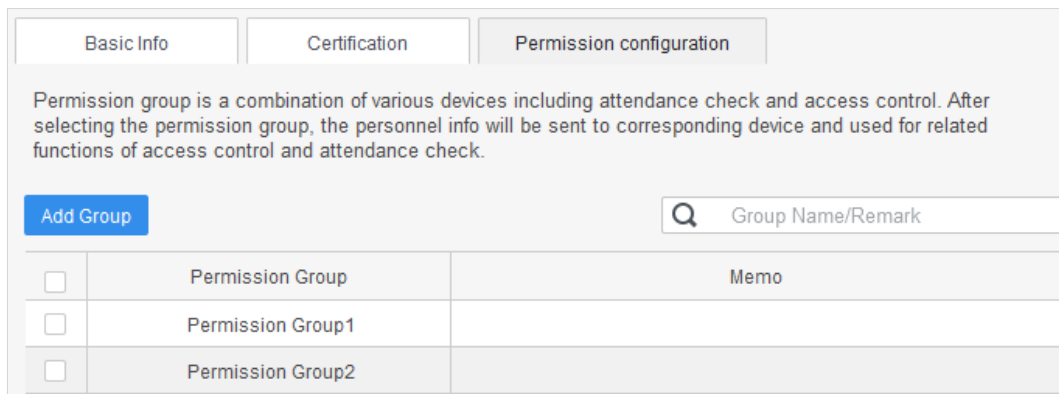 Basic Info
Certification
Permission configuration
Permission group is a combination of various devices including attendance check and access control. After
selecting the permission group, the personnel info will be sent to corresponding device and used for related
functions of access control and attendance check.
Add Group
Group Name/Remark
Permission Group
Memo
Permission Group1
Permission Group2